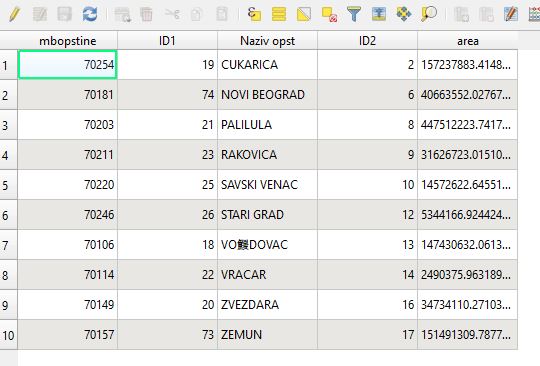 mbopstine ID1 Naziv opst ID2 area
1 70254 19 CUKARICA 2 157237883.4148...
2 70181 74 NOVI BEOGRAD 6 40663552.02767...
3 70203 21 PALILULA 8 447512223.7417...
4 70211 23 RAKOVICA 9 31626723.01510...
5 70220 25 SAVSKI VENAC 10 14572622.64551...
6 70246 26 STARI GRAD 12 5344166.924424...
7 70106 18 VO DOVAC 13 147430632.0613...
8 70114 22 VRACAR 14 2490375.963189...
9 70149 20 ZVEZDARA 16 34734110.27103...
10 70157 73 ZEMUN 17 151491309.7877...